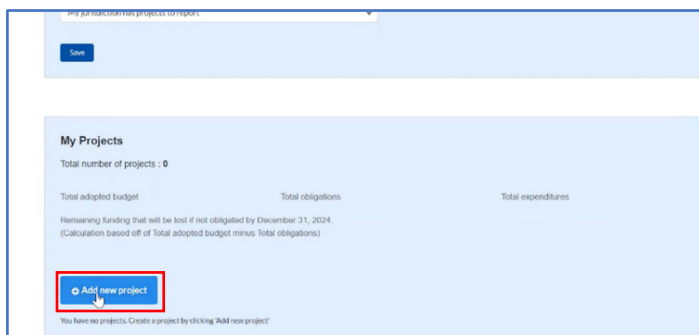 My jurisdiction has projects to report
Save
My Projects
Total number of projects : 0
Total adopted budget Total obligations Total expenditures
Remaining funding that will be lost if not obligated by December 31, 2024.
(Calculation based off of Total adopted budget minus Total obligations)
Add new project
You have no projects. Create a project by clicking 'Add new project'